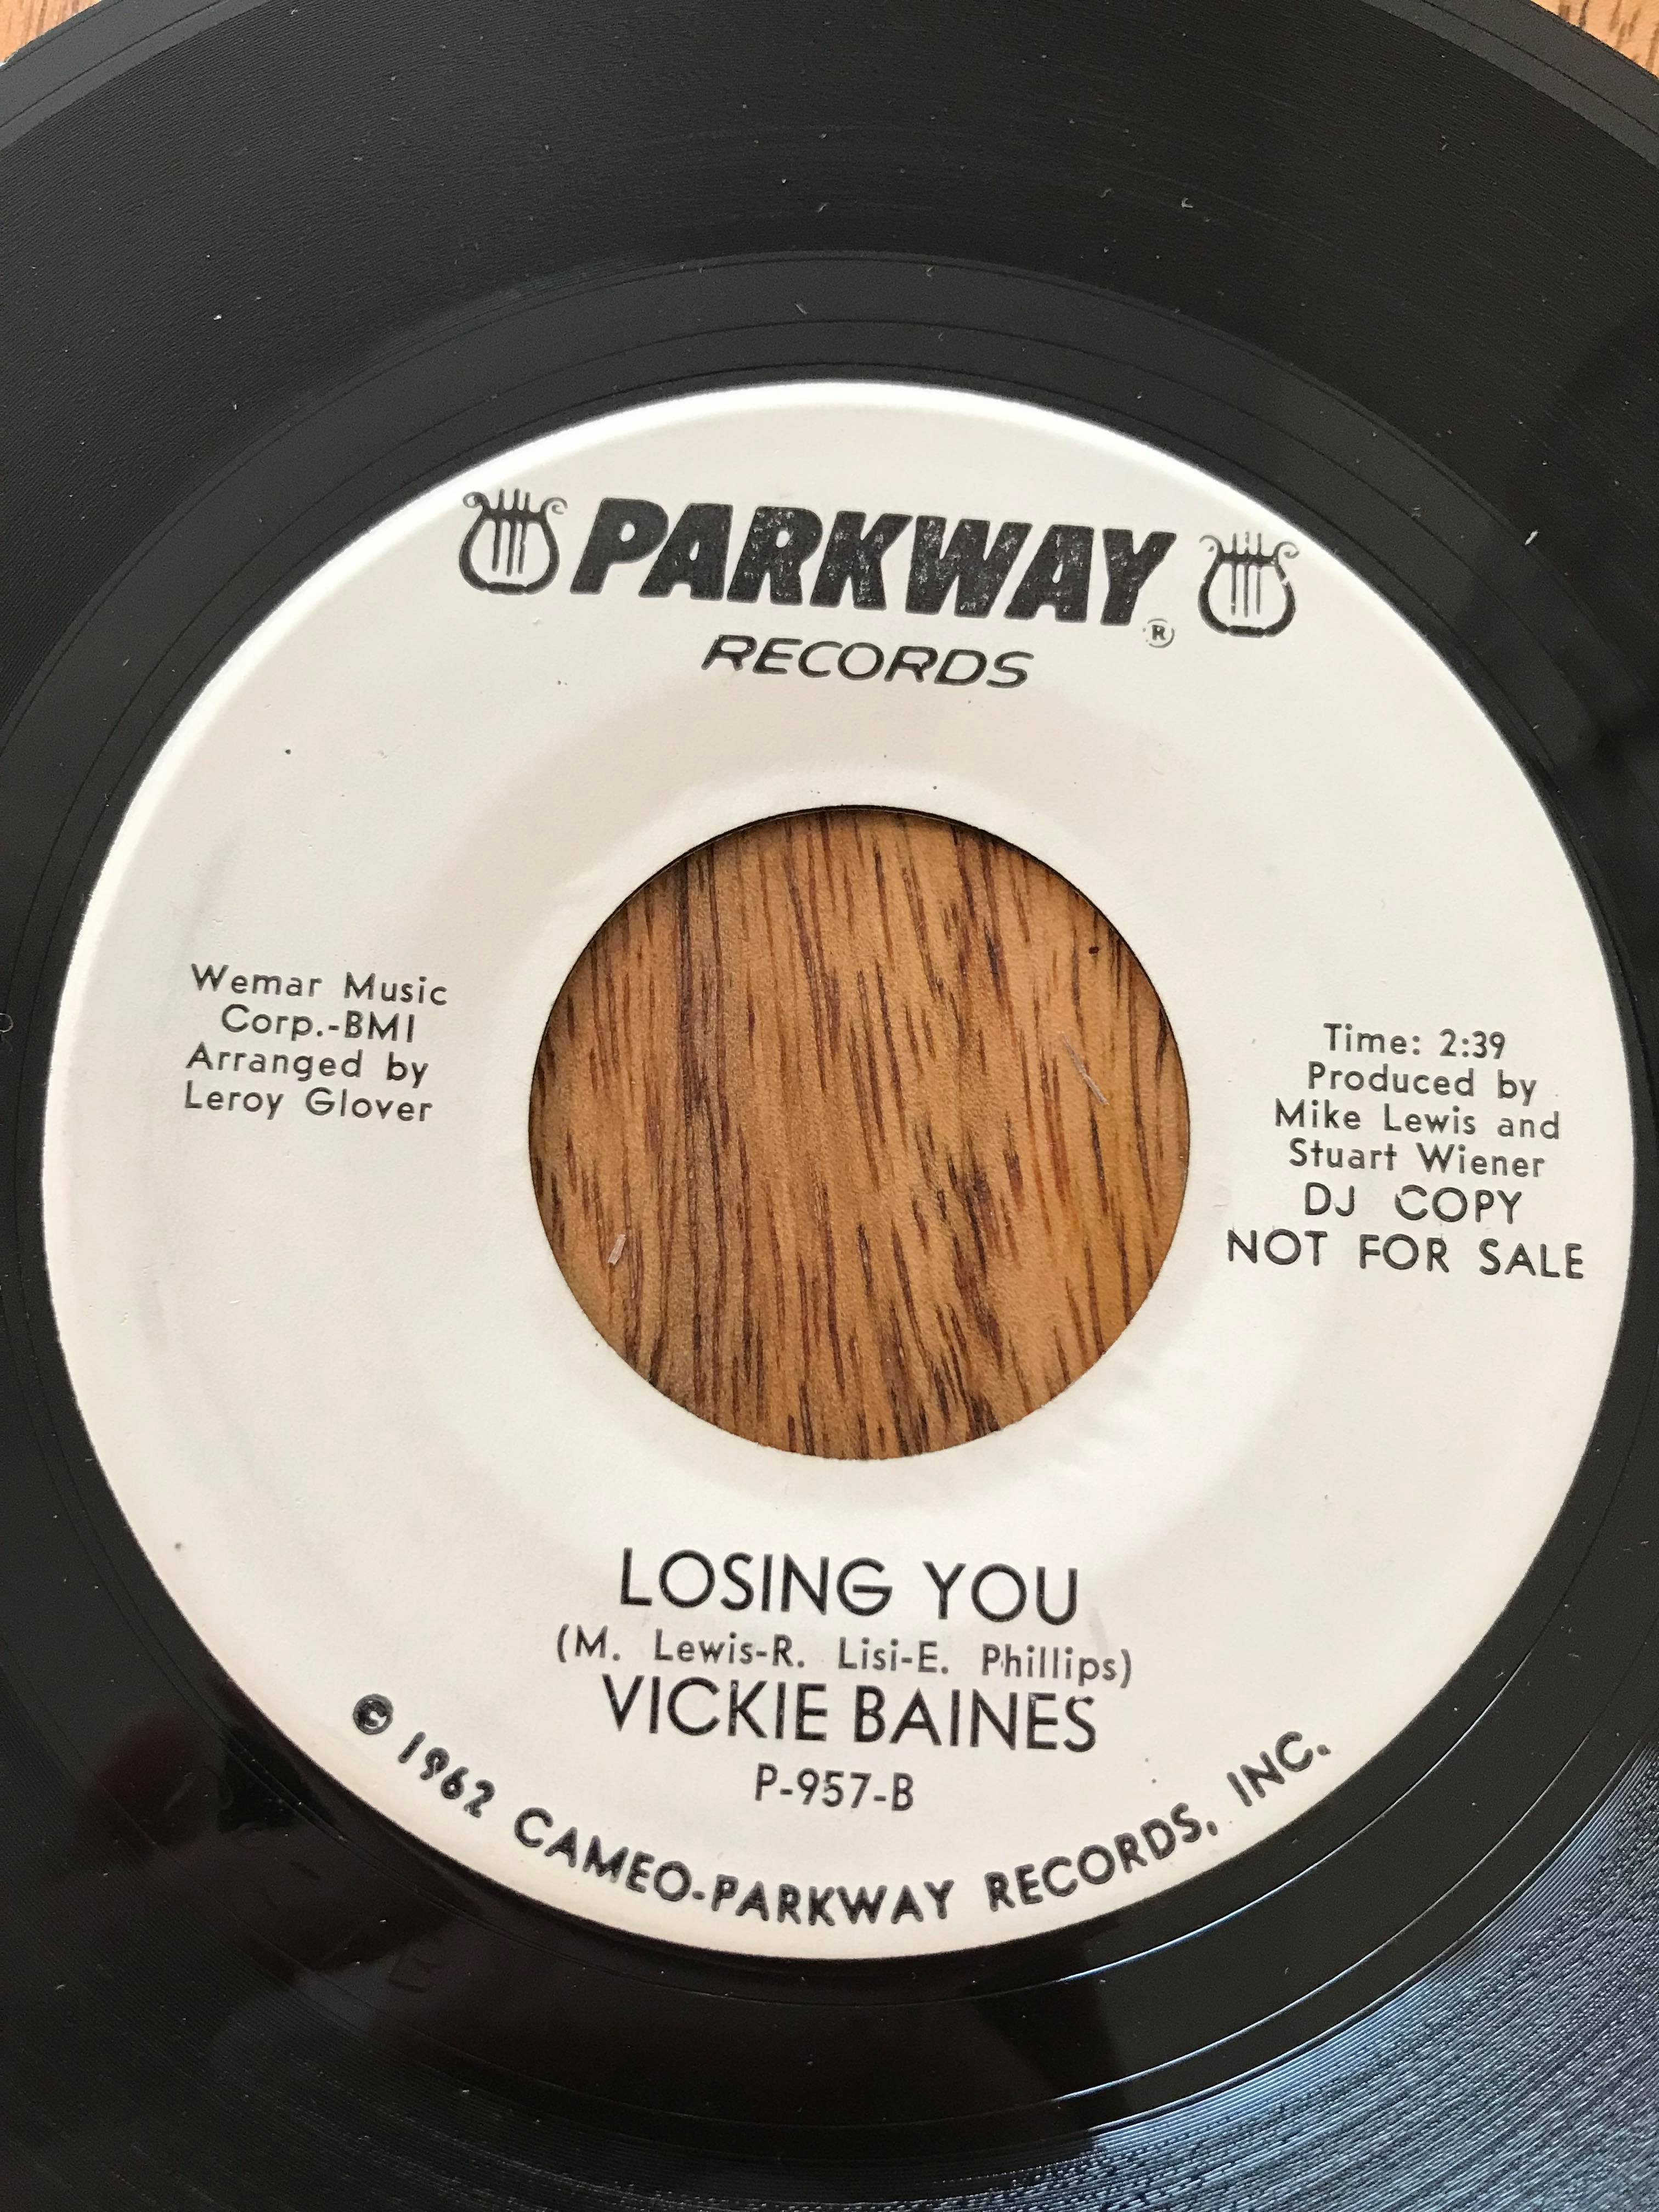 PARKWAY
®
RECORDS
Wemar Music
Corp.-BMI
Arranged by
Leroy Glover
Time: 2:39
Produced by
Mike Lewis and
Stuart Wiener
DJ COPY
NOT FOR SALE
LOSING YOU
(M. Lewis-R. Lisi-E. Phillips)
VICKIE BAINES
P-957-B
© 1962 CAMEO-PARKWAY RECORDS, INC.